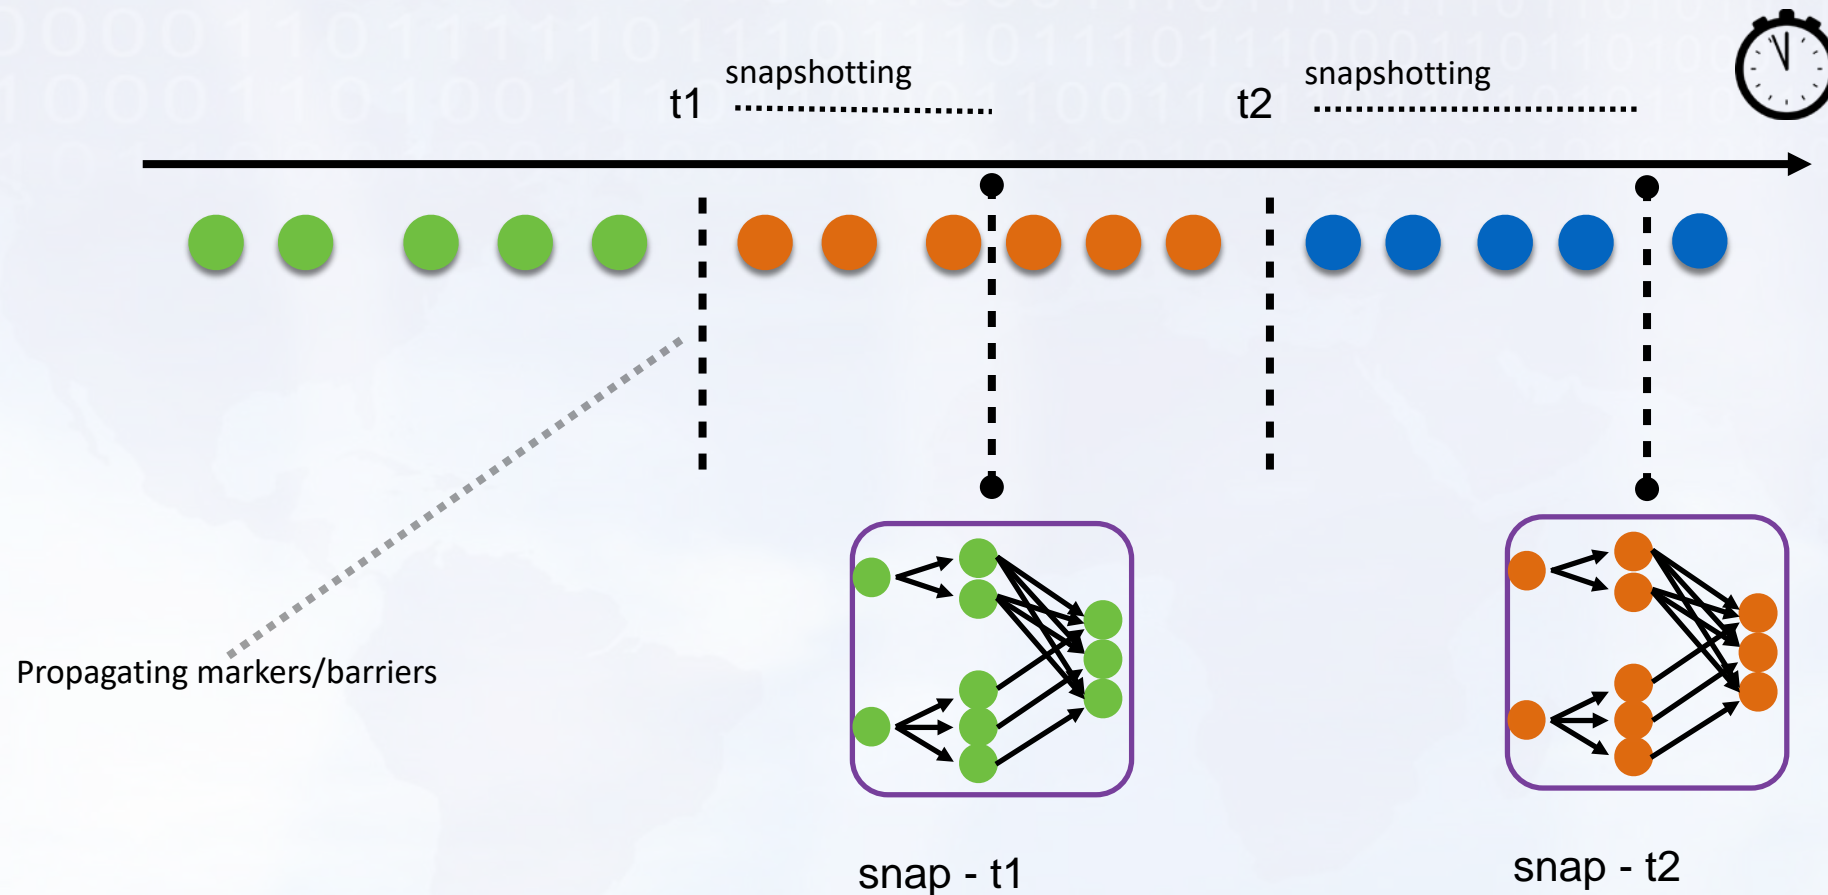 snapshotting
t1
snapshotting
t2
Propagating markers/barriers
snap - t1
snap - t2